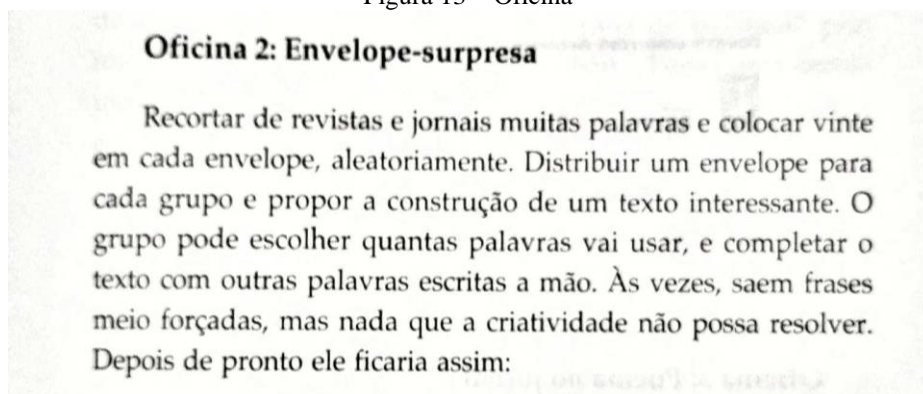 Oficina 2: Envelope-surpresa
Recortar de revistas e jornais muitas palavras e colocar vinte
em cada envelope, aleatoriamente. Distribuir um envelope para
cada grupo e propor a construção de um texto interessante. O
grupo pode escolher quantas palavras vai usar, e completar o
texto com outras palavras escritas a mão. Às vezes, saem frases
meio forçadas, mas nada que a criatividade não possa resolver.
Depois de pronto ele ficaria assim: